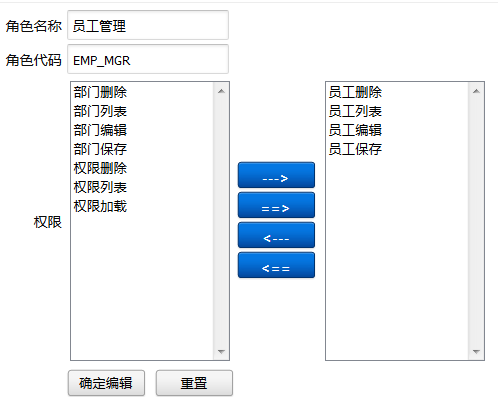 角色名称 员工管理
角色代码 EMP_MGR
部门删除
部门列表
部门编辑
部门保存
权限删除
权限列表
权限加载
权限
--->
==>
<---
<==
员工删除
员工列表
员工编辑
员工保存
确定编辑 重置